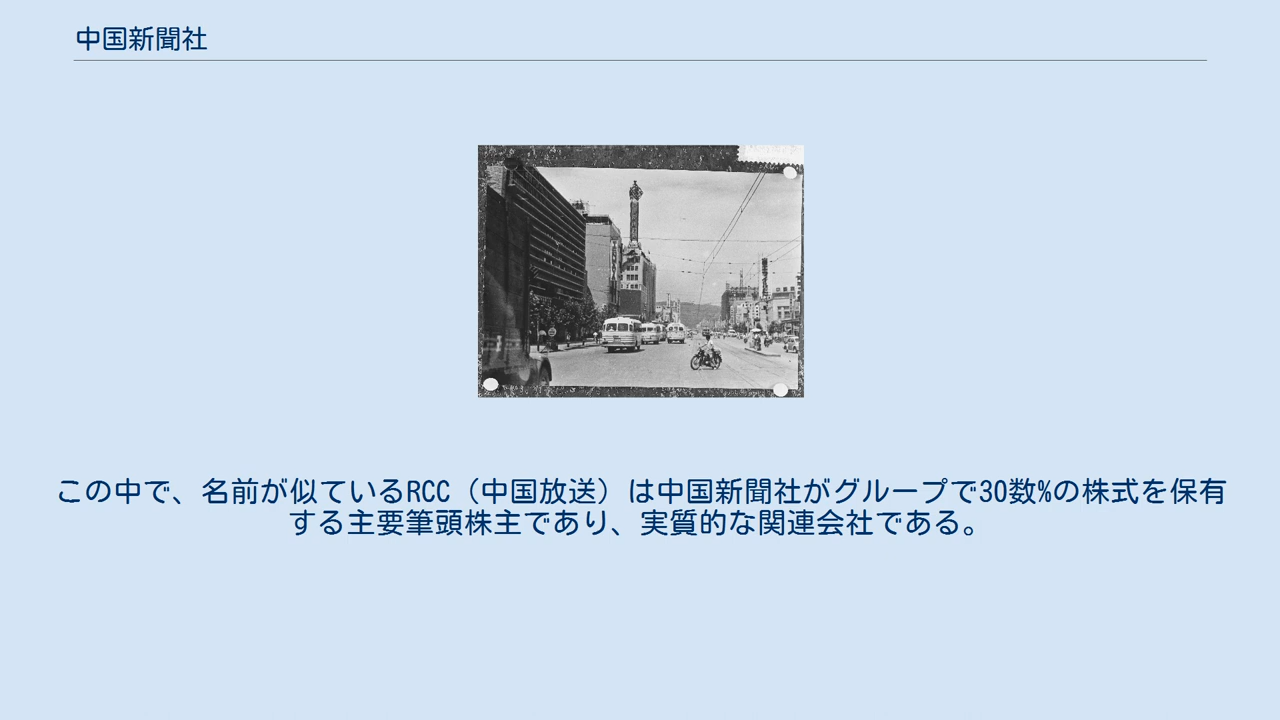 中国新聞社
この中で、名前が似ているRCC（中国放送）は中国新聞社がグループで30数%の株式を保有
する主要筆頭株主であり、実質的な関連会社である。